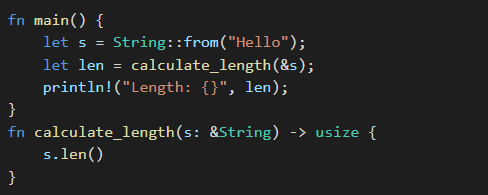 fn main() {
    let s = String::from("Hello");
    let len = calculate_length(&s);
    println!("Length: {}", len);
}
fn calculate_length(s: &String) -> usize {
    s.len()
}